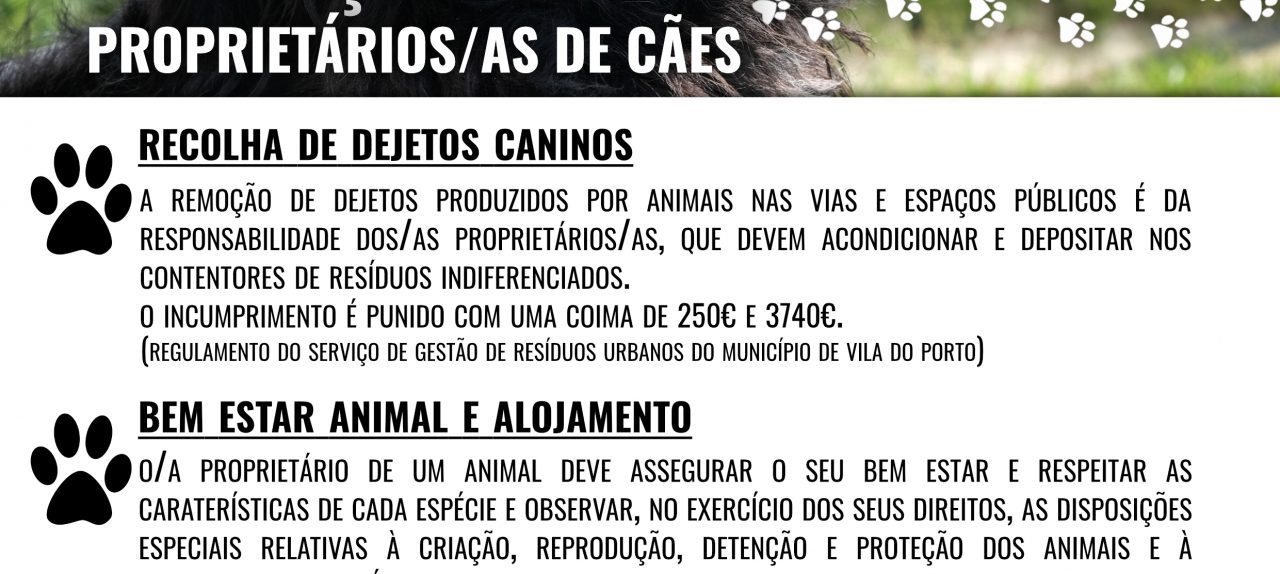 PROPRIETÁRIOS/AS DE CÃES
RECOLHA DE DEJETOS CANINOS
A REMOÇÃO DE DEJETOS PRODUZIDOS POR ANIMAIS NAS VIAS E ESPAÇOS PÚBLICOS É DA
RESPONSABILIDADE DOS/AS PROPRIETÁRIOS/AS, QUE DEVEM ACONDICIONAR E DEPOSITAR NOS
CONTENTORES DE RESÍDUOS INDIFERENCIADOS.
O INCUMPRIMENTO É PUNIDO COM UMA COIMA DE 250€ E 3740€.
(REGULAMENTO DO SERVIÇO DE GESTÃO DE RESÍDUOS URBANOS DO MUNICÍPIO DE VILA DO PORTO)
BEM ESTAR ANIMAL E ALOJAMENTO
O/A PROPRIETÁRIO DE UM ANIMAL DEVE ASSEGURAR O SEU BEM ESTAR E RESPEITAR AS
CARATERÍSTICAS DE CADA ESPÉCIE E OBSERVAR, NO EXERCÍCIO DOS SEUS DIREITOS, AS DISPOSIÇÕES
ESPECIAIS RELATIVAS À CRIAÇÃO, REPRODUÇÃO, DETENÇÃO E PROTEÇÃO DOS ANIMAIS E À